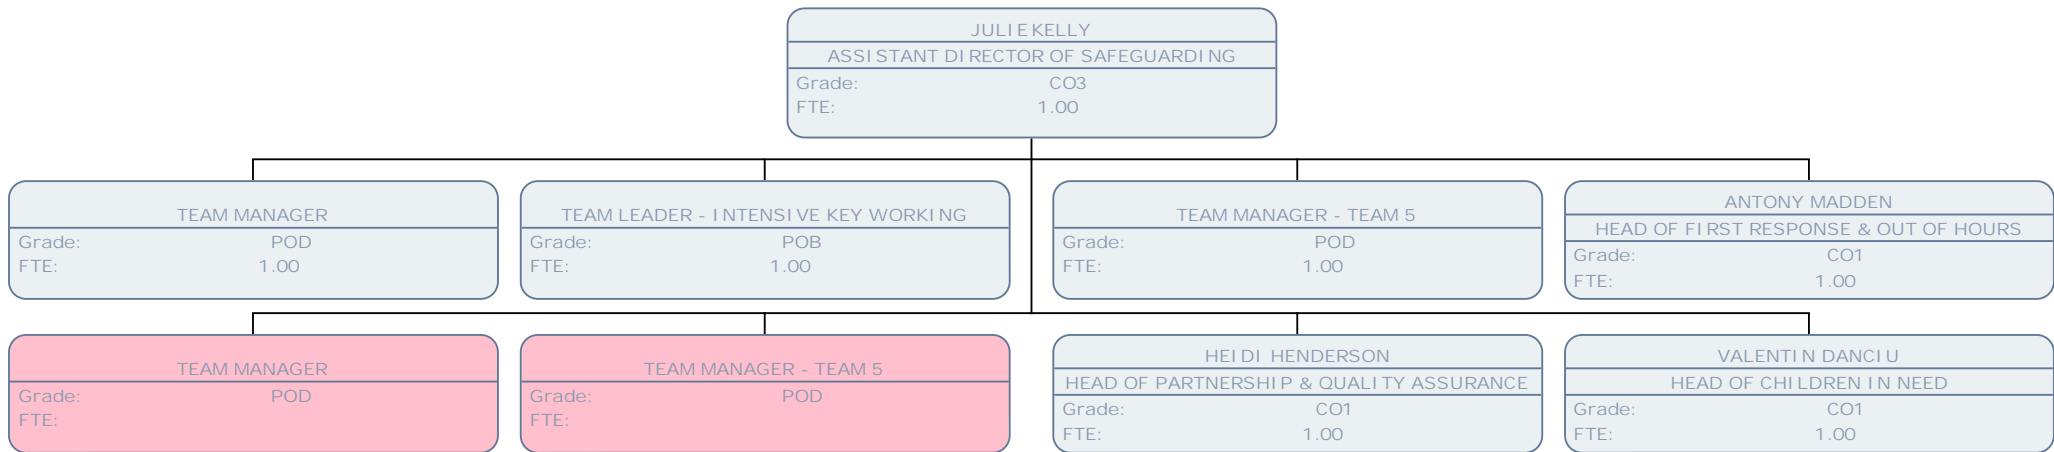 JULIE KELLY
ASSISTANT DIRECTOR OF SAFEGUARDING
Grade: CO3
FTE: 1.00
TEAM MANAGER
Grade: POD
FTE: 1.00
TEAM LEADER - INTENSIVE KEY WORKING
Grade: POB
FTE: 1.00
TEAM MANAGER - TEAM 5
Grade: POD
FTE: 1.00
ANTONY MADDEN
HEAD OF FIRST RESPONSE & OUT OF HOURS
Grade: CO1
FTE: 1.00
TEAM MANAGER
Grade: POD
FTE:
TEAM MANAGER - TEAM 5
Grade: POD
FTE:
HEIDI HENDERSON
HEAD OF PARTNERSHIP & QUALITY ASSURANCE
Grade: CO1
FTE: 1.00
VALENTIN DANCIU
HEAD OF CHILDREN IN NEED
Grade: CO1
FTE: 1.00